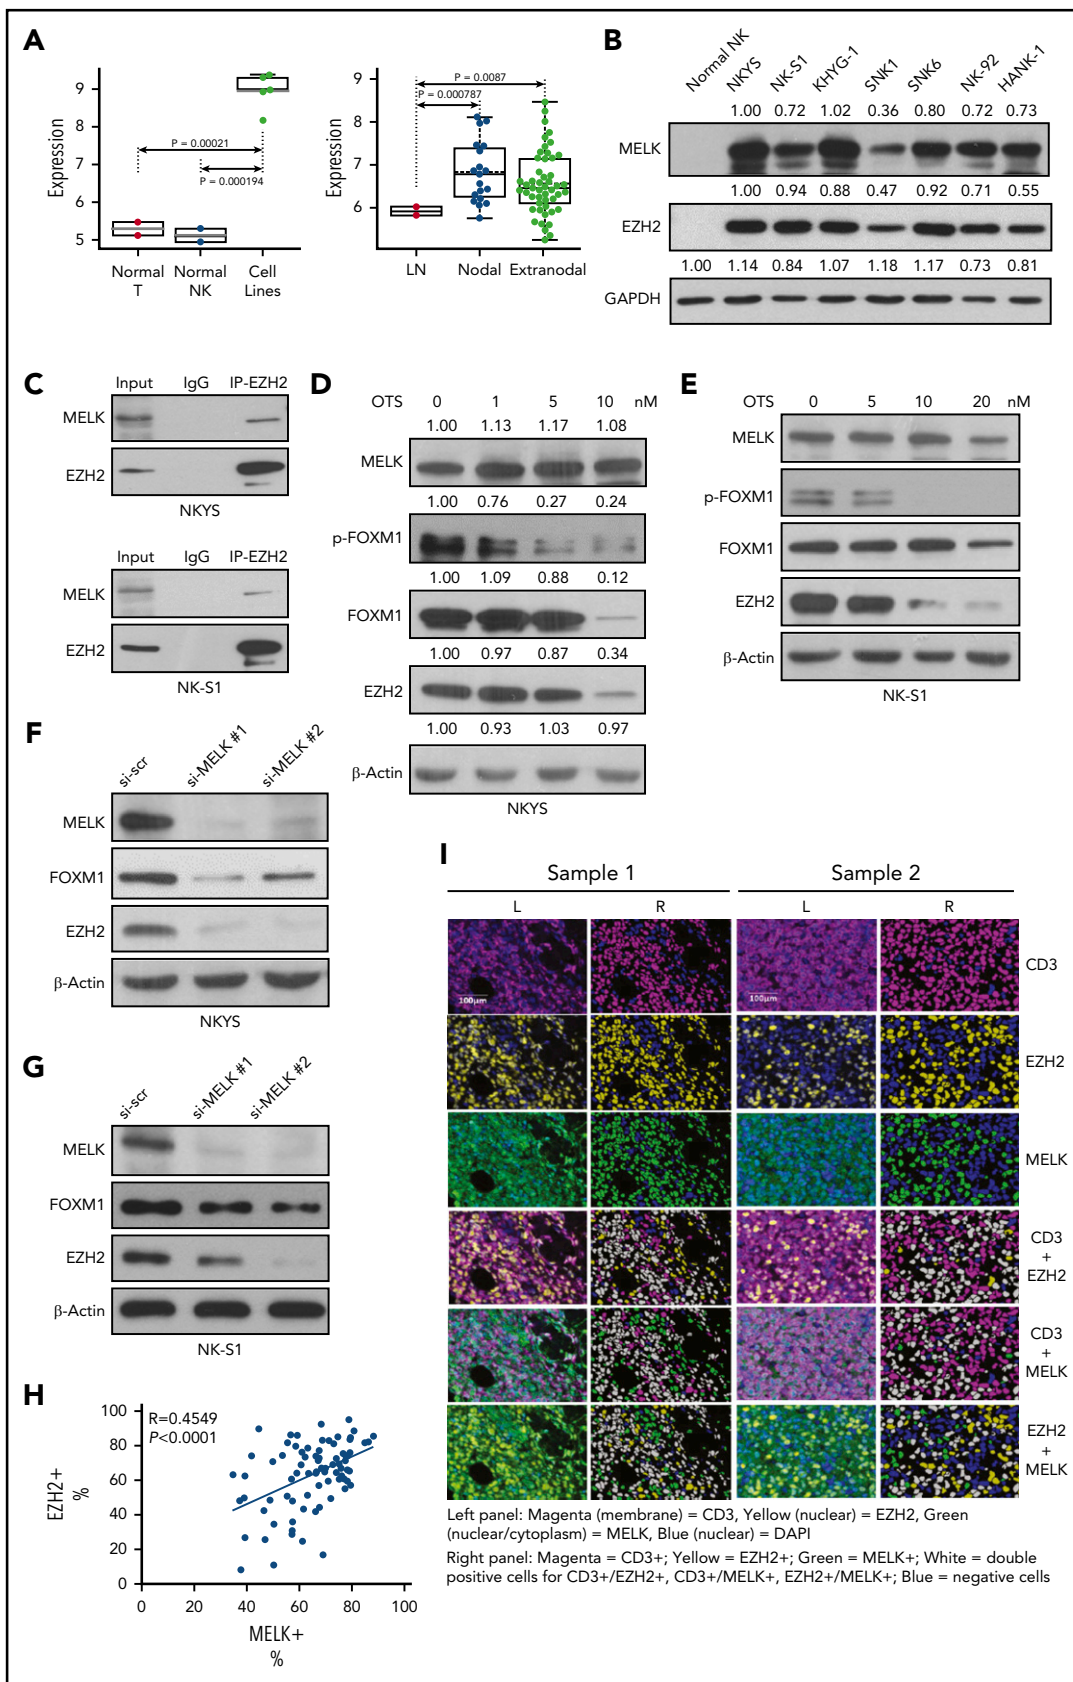 A
Expression
9
8
7
6
5
P = 0.00021
P = 0.000194
Normal T
Normal NK
Cell Lines
Expression
9
8
7
6
P = 0.0087
P = 0.000787
LN
Nodal
Extranodal
B
Normal NK
NKYS
NK-S1
KHYG-1
SNK1
SNK6
NK-92
HANK-1
1.00 0.72 1.02 0.36 0.80 0.72 0.73
MELK
1.00 0.94 0.88 0.47 0.92 0.71 0.55
EZH2
1.00 1.14 0.84 1.07 1.18 1.17 0.73 0.81
GAPDH
C
Input IgG IP-EZH2
MELK
EZH2
NKYS
Input IgG IP-EZH2
MELK
EZH2
NK-S1
D
OTS 0 1 5 10 nM
1.00 1.13 1.17 1.08
MELK
1.00 0.76 0.27 0.24
p-FOXM1
1.00 1.09 0.88 0.12
FOXM1
1.00 0.97 0.87 0.34
EZH2
1.00 0.93 1.03 0.97
β-Actin
NKYS
E
OTS 0 5 10 20 nM
MELK
p-FOXM1
FOXM1
EZH2
β-Actin
NK-S1
F
si-scr
si-MELK #1
si-MELK #2
MELK
FOXM1
EZH2
β-Actin
NKYS
G
si-scr
si-MELK #1
si-MELK #2
MELK
FOXM1
EZH2
β-Actin
NK-S1
H
R=0.4549
P<0.0001
EZH2+
%
100
80
60
40
20
0
0 20 40 60 80 100
MELK+
%
I
Sample 1 Sample 2
L R L R
100µm
100µm
CD3
EZH2
MELK
CD3
+
EZH2
CD3
+
MELK
EZH2
+
MELK
Left panel: Magenta (membrane) = CD3, Yellow (nuclear) = EZH2, Green
(nuclear/cytoplasm) = MELK, Blue (nuclear) = DAPI
Right panel: Magenta = CD3+; Yellow = EZH2+; Green = MELK+; White = double
positive cells for CD3+/EZH2+, CD3+/MELK+, EZH2+/MELK+; Blue = negative cells